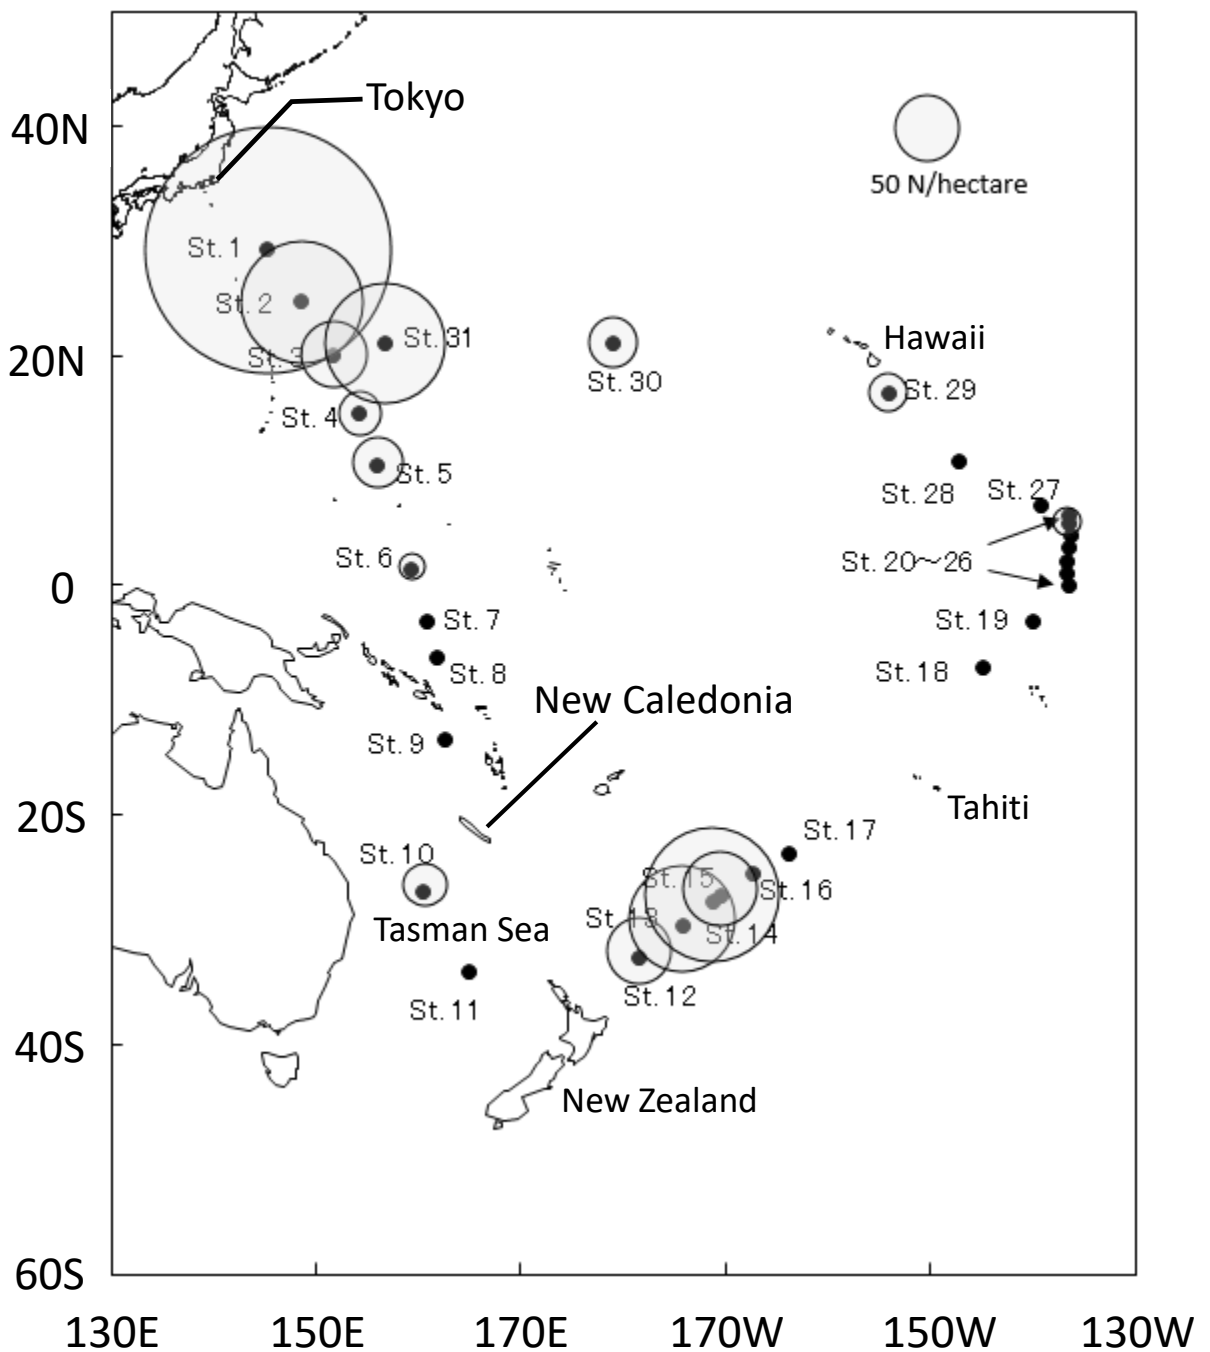 Tokyo
40N
50 N/hectare
St. 1
St. 2
St. 31
Hawaii
St. 3
20N
St. 30
St. 29
St. 4
St. 5
St. 28
St. 27
St. 6
St. 20～26
0
St. 7
St. 19
St. 8
St. 18
New Caledonia
St. 9
Tahiti
20S
St. 17
St. 10
St. 15
St. 16
St. 13
Tasman Sea
St. 14
St. 12
St. 11
40S
New Zealand
60S
130E
150E
170E
170W
150W
130W